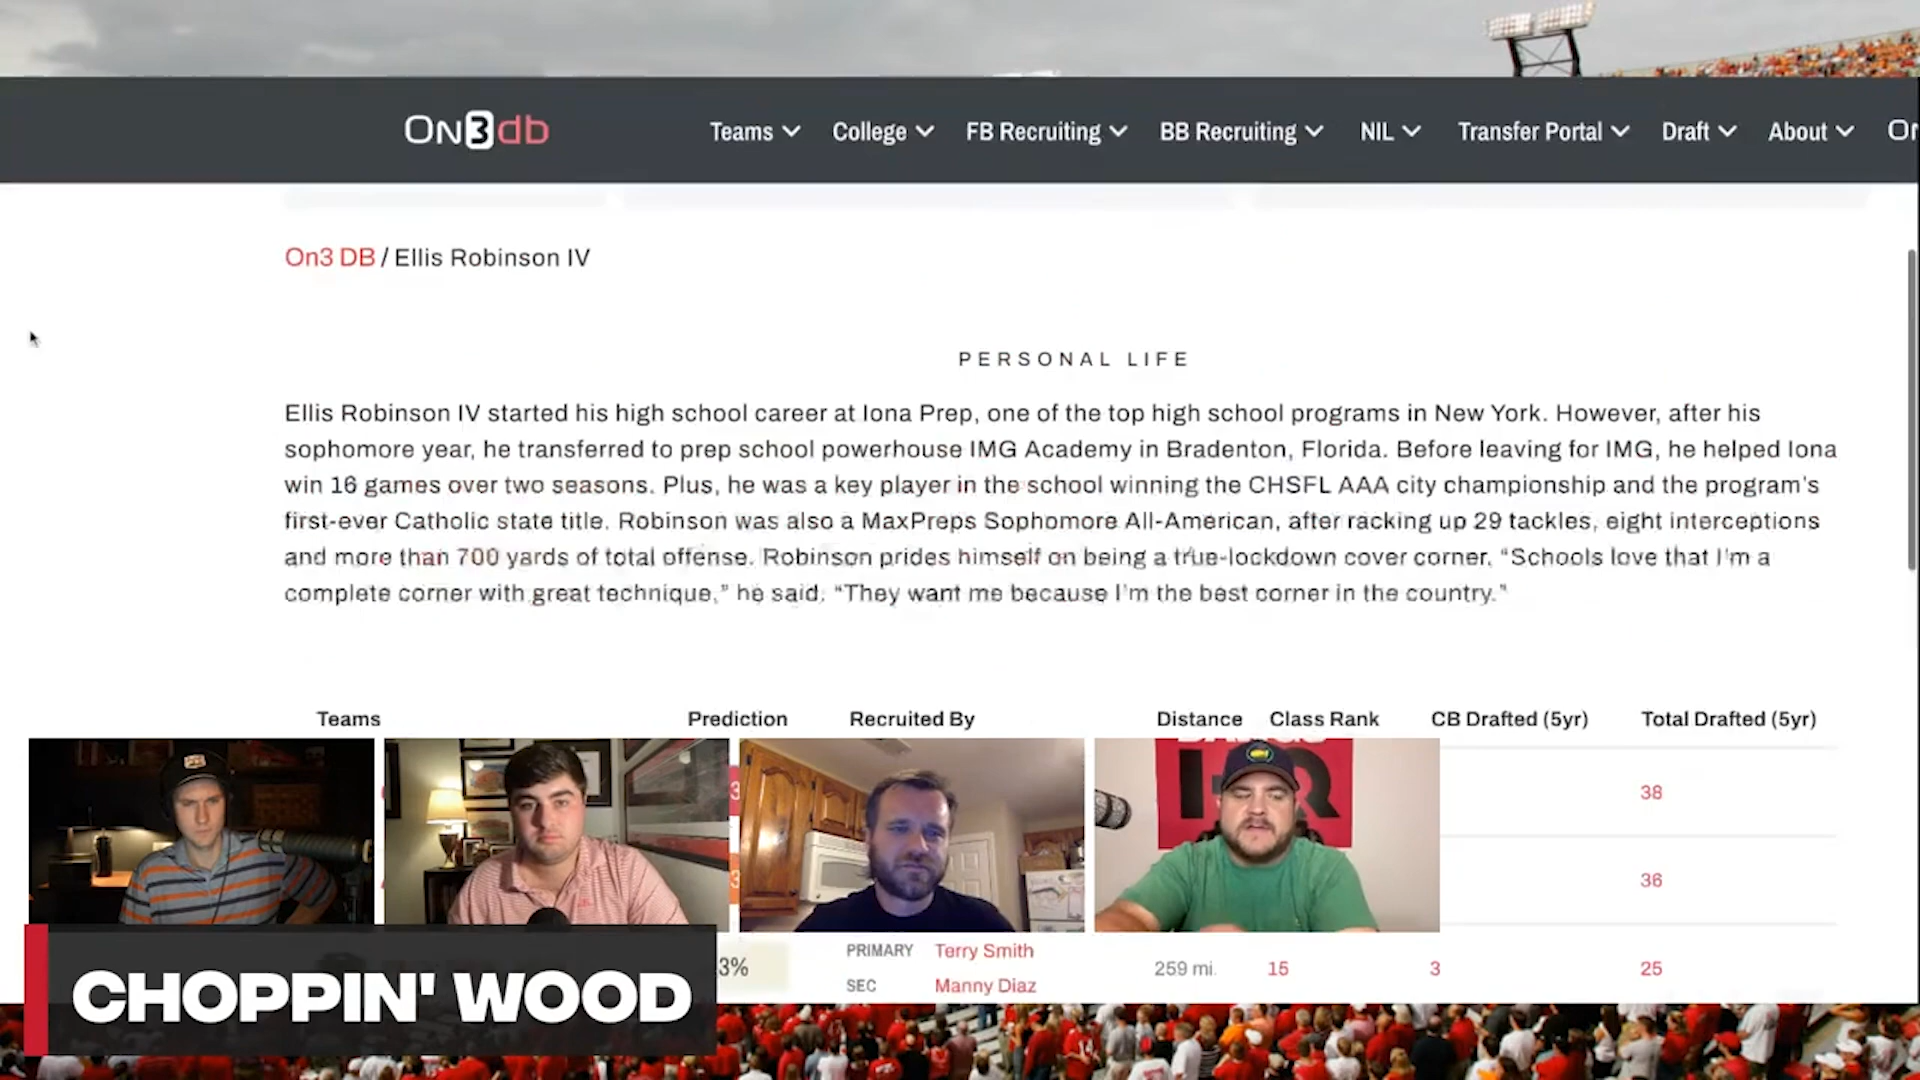 ON3db Teams College FB Recruiting BB Recruiting NIL Transfer Portal Draft About
On3 DB / Ellis Robinson IV
PERSONAL LIFE
Ellis Robinson IV started his high school career at Iona Prep, one of the top high school programs in New York. However, after his
sophomore year, he transferred to prep school powerhouse IMG Academy in Bradenton, Florida. Before leaving for IMG, he helped Iona
win 16 games over two seasons. Plus, he was a key player in the school winning the CHSFL AAA city championship and the program's
first-ever Catholic state title. Robinson was also a MaxPreps Sophomore All-American, after racking up 29 tackles, eight interceptions
and more than 700 yards of total offense. Robinson prides himself on being a true-lockdown cover corner. “Schools love that I'm a
complete corner with great technique,” he said. “They want me because I'm the best corner in the country.”
Teams Prediction Recruited By Distance Class Rank CB Drafted (5yr) Total Drafted (5yr)
38
36
PRIMARY Terry Smith
3% 259 mi. 15 3 25
SEC Manny Diaz
CHOPPIN' WOOD